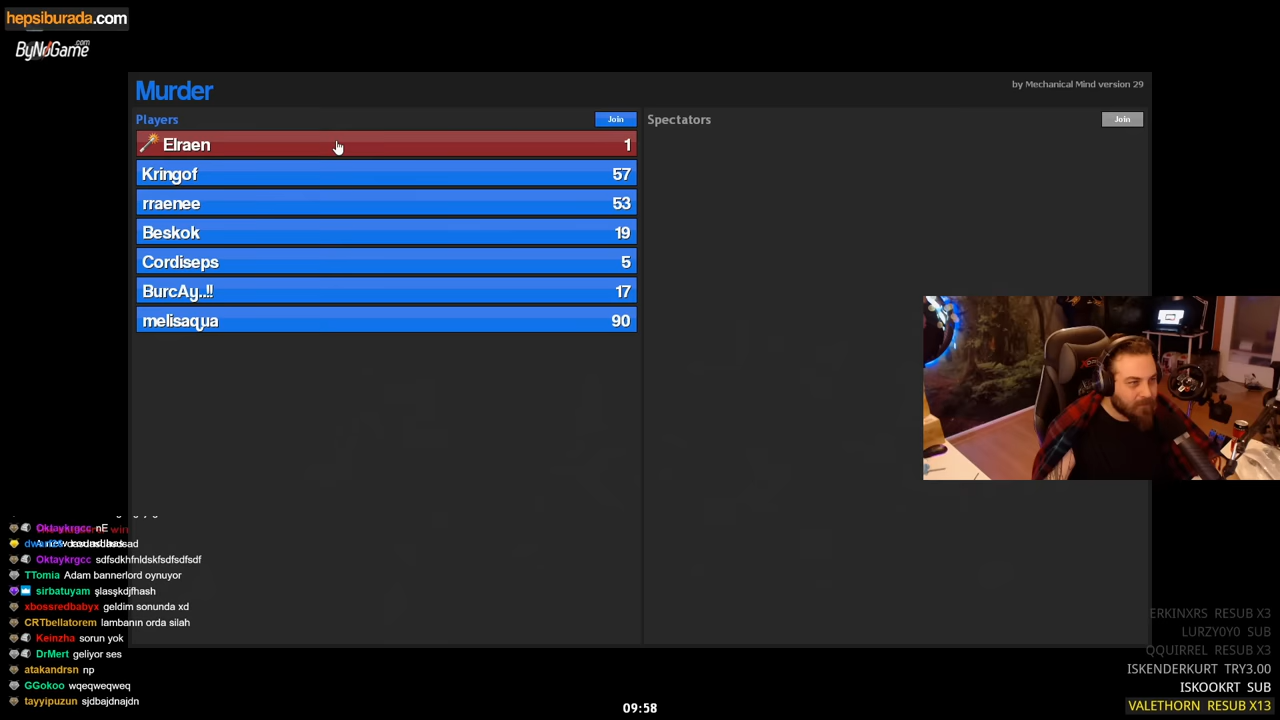 hepsiburada.com
ByNoGame.com
Murder
by Mechanical Mind version 29
Players
Join
Spectators
Join
Elraen 1
Kringof 57
rraenee 53
Beskok 19
Cordiseps 5
BurcAy..!! 17
melisaqua 90
Oktaykrgcc nE
Oktaykrgcc sdfsdkhfnldskfsdfsdfsdf
TTomia Adam bannerlord oynuyor
sirbatuyam şlasşkdjfhash
xbossredbabyx geldim sonunda xd
CRTbellatorem lambanın orda silah
Keinzha sorun yok
DrMert geliyor ses
atakandrsn np
GGokoo wqeqweqweq
tayyipuzun sjdbajdnajdn
ERKINXRS RESUB X3
LURZY0Y0 SUB
QQUIRREL RESUB X3
ISKENDERKURT TRY3.00
ISKOOKRT SUB
VALETHORN RESUB X13
09:58